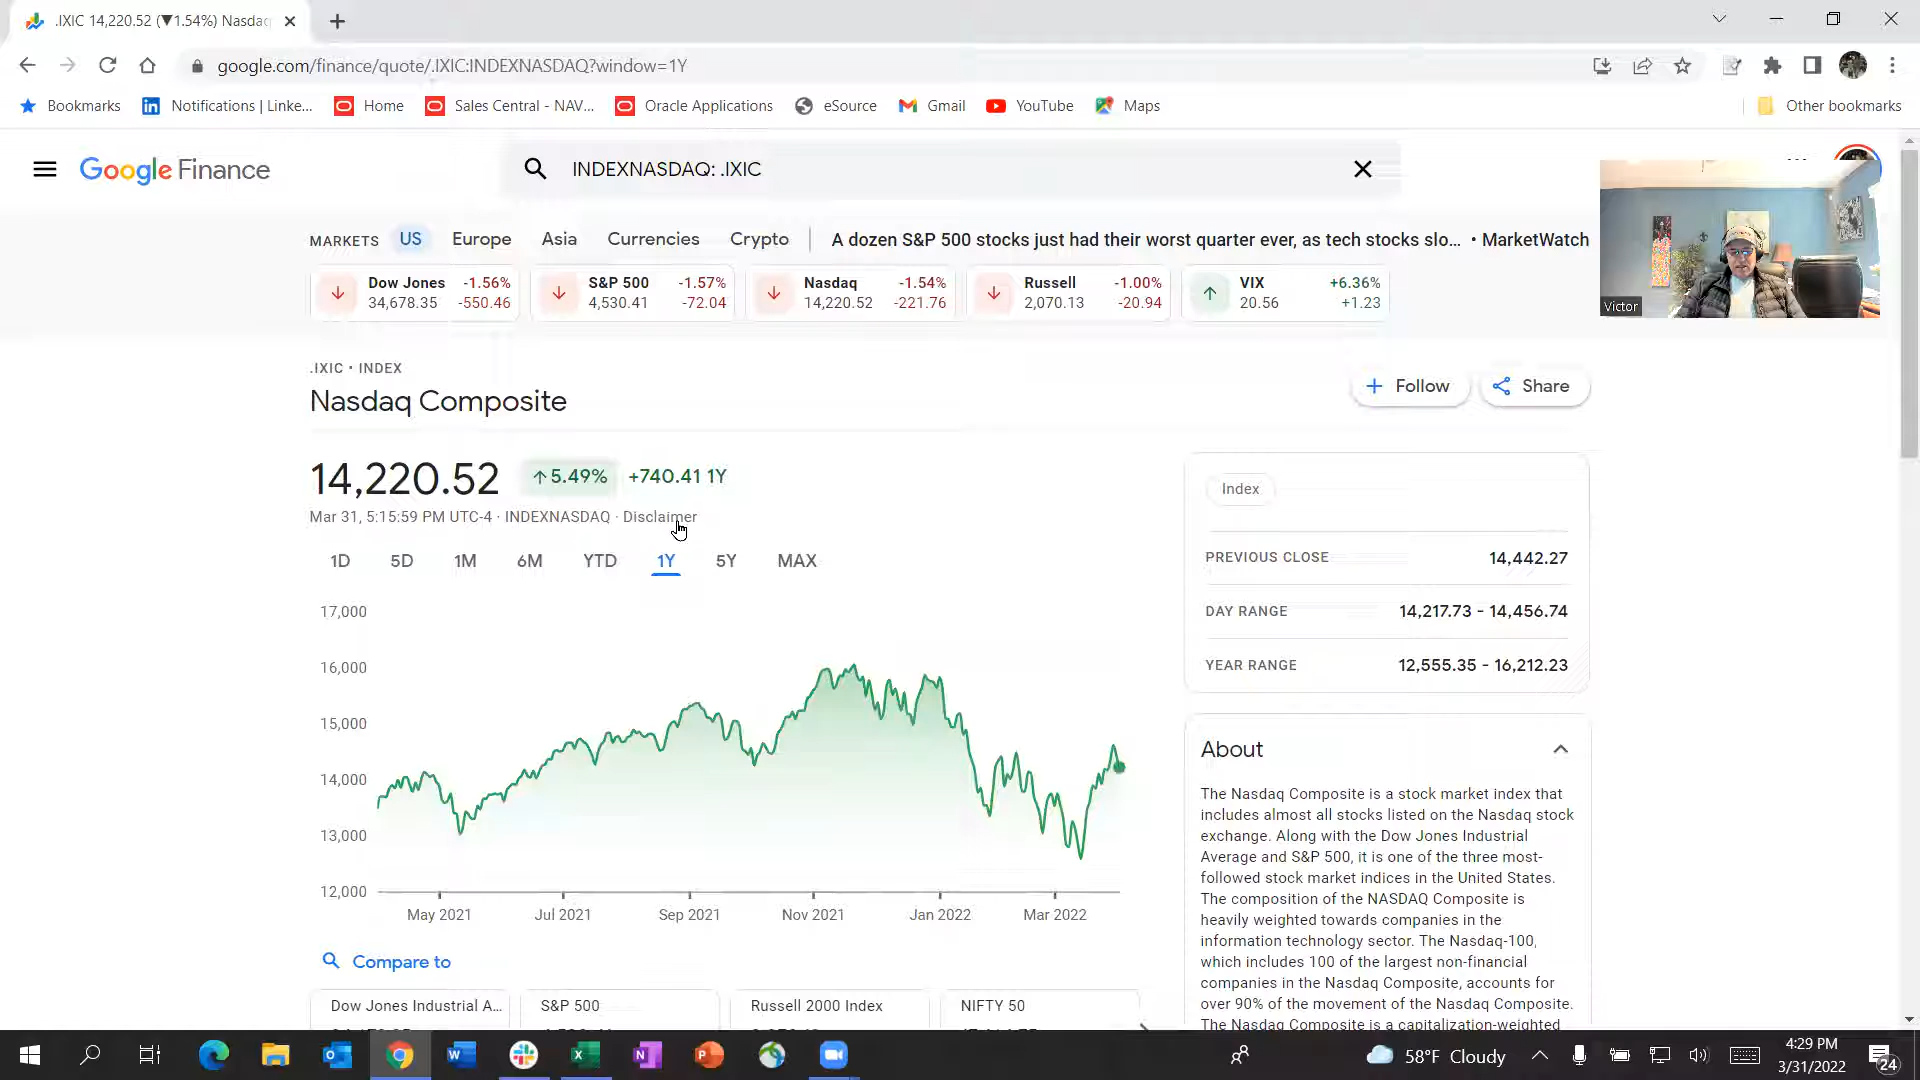 .IXIC 14,220.52 (▼1.54%) Nasdaq
google.com/finance/quote/.IXIC:INDEXNASDAQ?window=1Y
Bookmarks
Notifications | Linke...
Home
Sales Central - NAV...
Oracle Applications
eSource
Gmail
YouTube
Maps
Other bookmarks
Google Finance
INDEXNASDAQ: .IXIC
MARKETS US Europe Asia Currencies Crypto
A dozen S&P 500 stocks just had their worst quarter ever, as tech stocks slo... • MarketWatch
Dow Jones -1.56%
34,678.35 -550.46
S&P 500 -1.57%
4,530.41 -72.04
Nasdaq -1.54%
14,220.52 -221.76
Russell -1.00%
2,070.13 -20.94
VIX +6.36%
20.56 +1.23
Victor
.IXIC • INDEX
Nasdaq Composite
Follow
Share
14,220.52 ↑5.49% +740.41 1Y
Mar 31, 5:15:59 PM UTC-4 · INDEXNASDAQ · Disclaimer
1D 5D 1M 6M YTD 1Y 5Y MAX
17,000
16,000
15,000
14,000
13,000
12,000
May 2021 Jul 2021 Sep 2021 Nov 2021 Jan 2022 Mar 2022
Compare to
Dow Jones Industrial A...
S&P 500
Russell 2000 Index
NIFTY 50
Index
PREVIOUS CLOSE 14,442.27
DAY RANGE 14,217.73 - 14,456.74
YEAR RANGE 12,555.35 - 16,212.23
About
The Nasdaq Composite is a stock market index that
includes almost all stocks listed on the Nasdaq stock
exchange. Along with the Dow Jones Industrial
Average and S&P 500, it is one of the three most-
followed stock market indices in the United States.
The composition of the NASDAQ Composite is
heavily weighted towards companies in the
information technology sector. The Nasdaq-100,
which includes 100 of the largest non-financial
companies in the Nasdaq Composite, accounts for
over 90% of the movement of the Nasdaq Composite.
The Nasdaq Composite is a capitalization-weighted
58°F Cloudy
4:29 PM
3/31/2022
24